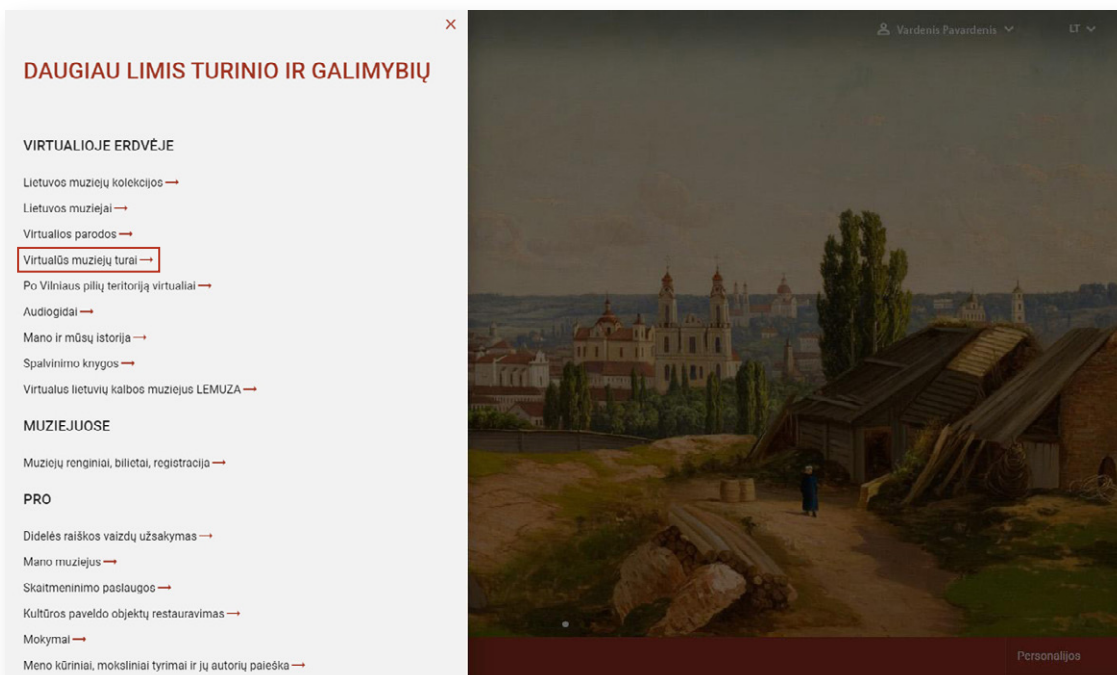 DAUGIAU LIMIS TURINIO IR GALIMYBIŲ
Vardenis Pavardenis
LT
VIRTUALIOJE ERDVĖJE
Lietuvos muziejų kolekcijos
Lietuvos muziejai
Virtualios parodos
Virtualūs muziejų turai
Po Vilniaus pilių teritoriją virtualiai
Audiogidai
Mano ir mūsų istorija
Spalvinimo knygos
Virtualus lietuvių kalbos muziejus LEMUZA
MUZIEJUOSE
Muziejų renginiai, bilietai, registracija
PRO
Didelės raiškos vaizdų užsakymas
Mano muziejus
Skaitmeninimo paslaugos
Kultūros paveldo objektų restauravimas
Mokymai
Meno kūriniai, moksliniai tyrimai ir jų autorių paieška
Personalijos